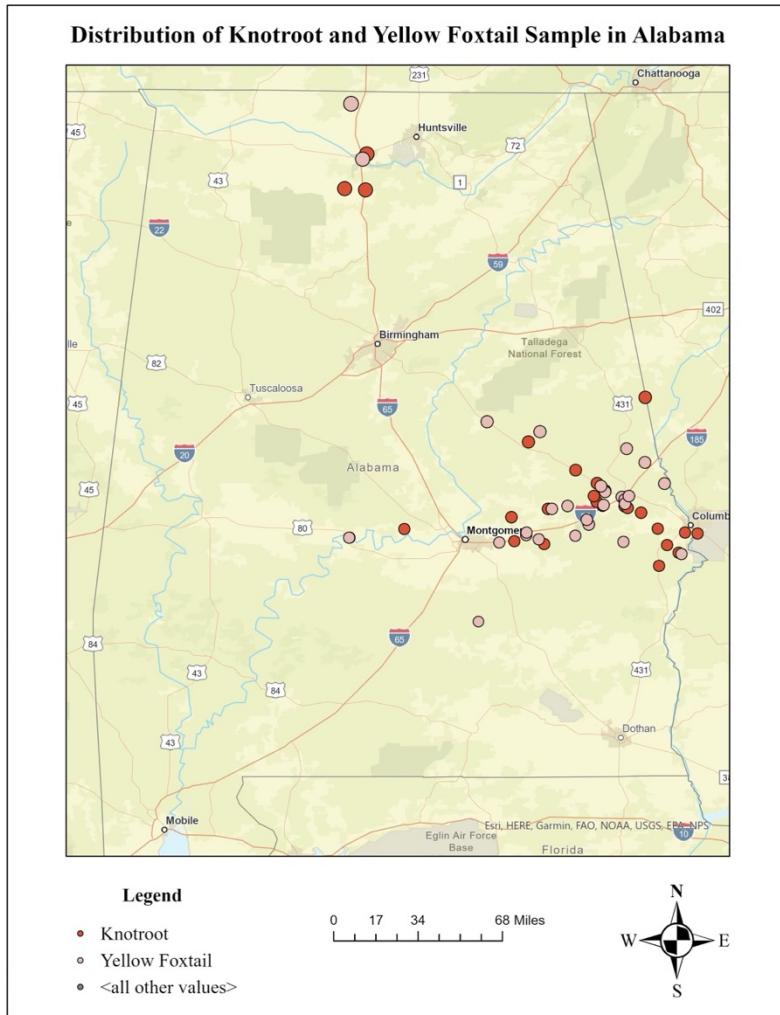 Distribution of Knotroot and Yellow Foxtail Sample in Alabama
231
Chattanooga
45
Huntsville
72
43
1
22
59
402
Birmingham
Talladega
National Forest
82
Tuscaloosa
431
45
65
185
20
Alabama
45
80
Montgomer
Columb
65
84
43
431
84
Dothan
43
38
Mobile
Esri, HERE, Garmin, FAO, NOAA, USGS, EPA, NPS
10
Eglin Air Force
Base
Florida
Legend
Knotroot
Yellow Foxtail
<all other values>
0 17 34 68 Miles
N
W E
S